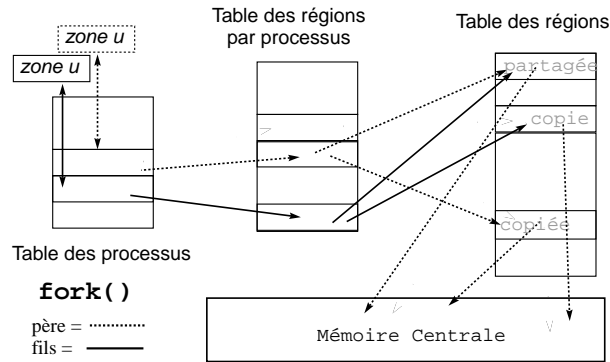 Table des régions
par processus
Table des régions
zone u
zone u
partagée
copie
copiée
Table des processus
fork()
père =
fils =
Mémoire Centrale